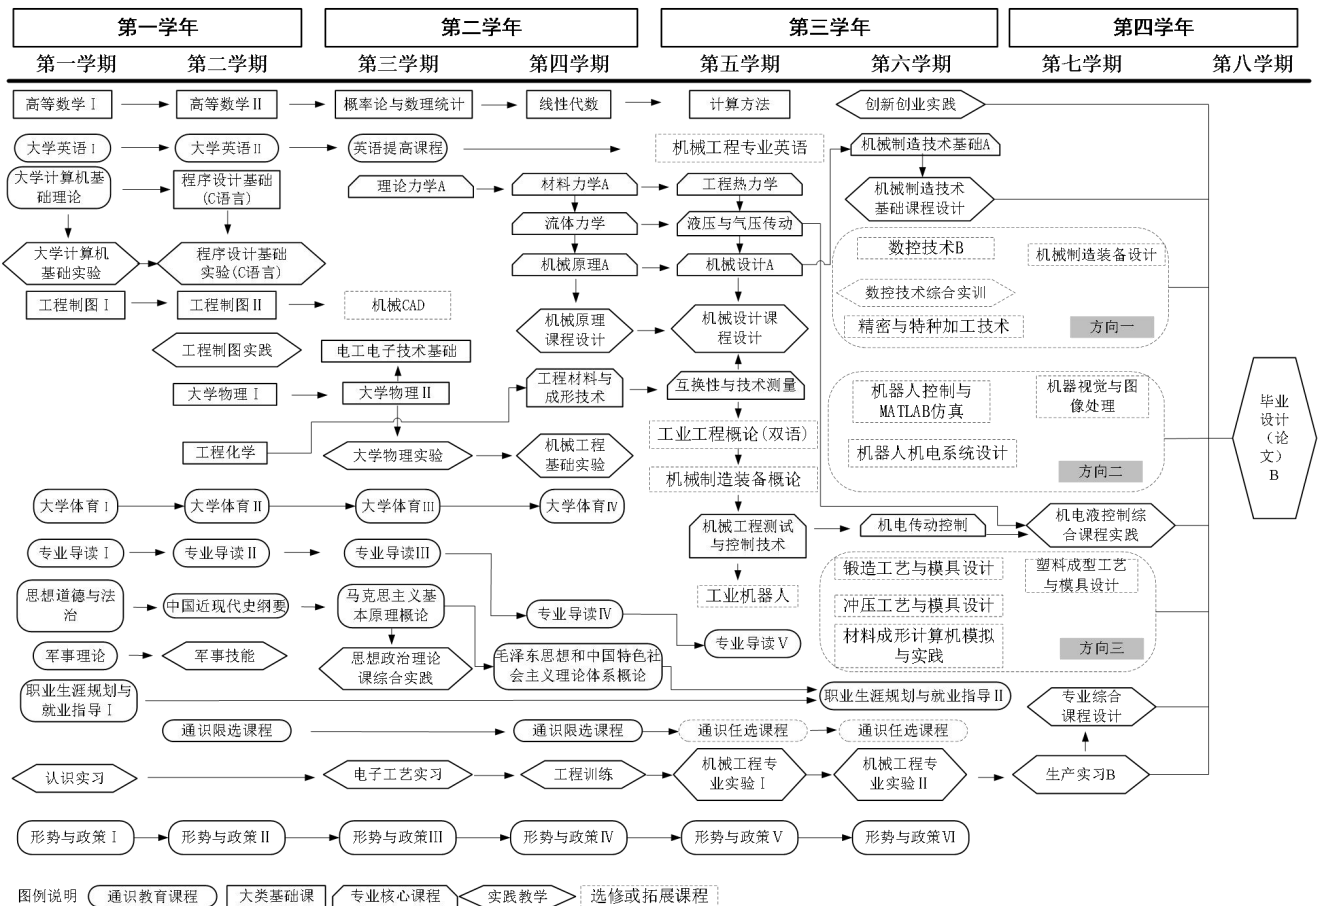 第一学年
第二学年
第三学年
第四学年
第一学期
第二学期
第三学期
第四学期
第五学期
第六学期
第七学期
第八学期
高等数学Ⅰ
高等数学Ⅱ
概率论与数理统计
线性代数
计算方法
创新创业实践
大学英语Ⅰ
大学英语Ⅱ
英语提高课程
机械工程专业英语
机械制造技术基础A
大学计算机基
础理论
程序设计基础
(C语言)
理论力学A
材料力学A
工程热力学
机械制造技术
基础课程设计
流体力学
液压与气压传动
大学计算机
基础实验
程序设计基础
实验(C语言)
机械原理A
机械设计A
数控技术B
机械制造装备设计
数控技术综合实训
精密与特种加工技术
方向一
工程制图Ⅰ
工程制图Ⅱ
机械CAD
机械原理
课程设计
机械设计课
程设计
工程制图实践
电工电子技术基础
大学物理Ⅰ
大学物理Ⅱ
工程材料与
成形技术
互换性与技术测量
机器人控制与
MATLAB仿真
机器视觉与图
像处理
机器人机电系统设计
方向二
毕业
设计
（论
文）
B
工程化学
大学物理实验
机械工程
基础实验
工业工程概论(双语)
机械制造装备概论
大学体育Ⅰ
大学体育Ⅱ
大学体育Ⅲ
大学体育Ⅳ
机械工程测试
与控制技术
机电传动控制
机电液控制综
合课程实践
专业导读Ⅰ
专业导读Ⅱ
专业导读Ⅲ
专业导读Ⅳ
专业导读Ⅴ
工业机器人
锻造工艺与模具设计
塑料成型工艺
与模具设计
冲压工艺与模具设计
材料成形计算机模拟
与实践
方向三
思想道德与法
治
中国近现代史纲要
马克思主义基
本原理概论
军事理论
军事技能
思想政治理论
课综合实践
毛泽东思想和中国特色社
会主义理论体系概论
职业生涯规划与
就业指导Ⅰ
职业生涯规划与就业指导Ⅱ
专业综合
课程设计
通识限选课程
通识限选课程
通识任选课程
通识任选课程
认识实习
电子工艺实习
工程训练
机械工程专
业实验Ⅰ
机械工程专
业实验Ⅱ
生产实习B
形势与政策Ⅰ
形势与政策Ⅱ
形势与政策Ⅲ
形势与政策Ⅳ
形势与政策Ⅴ
形势与政策Ⅵ
图例说明
通识教育课程
大类基础课
专业核心课程
实践教学
选修或拓展课程